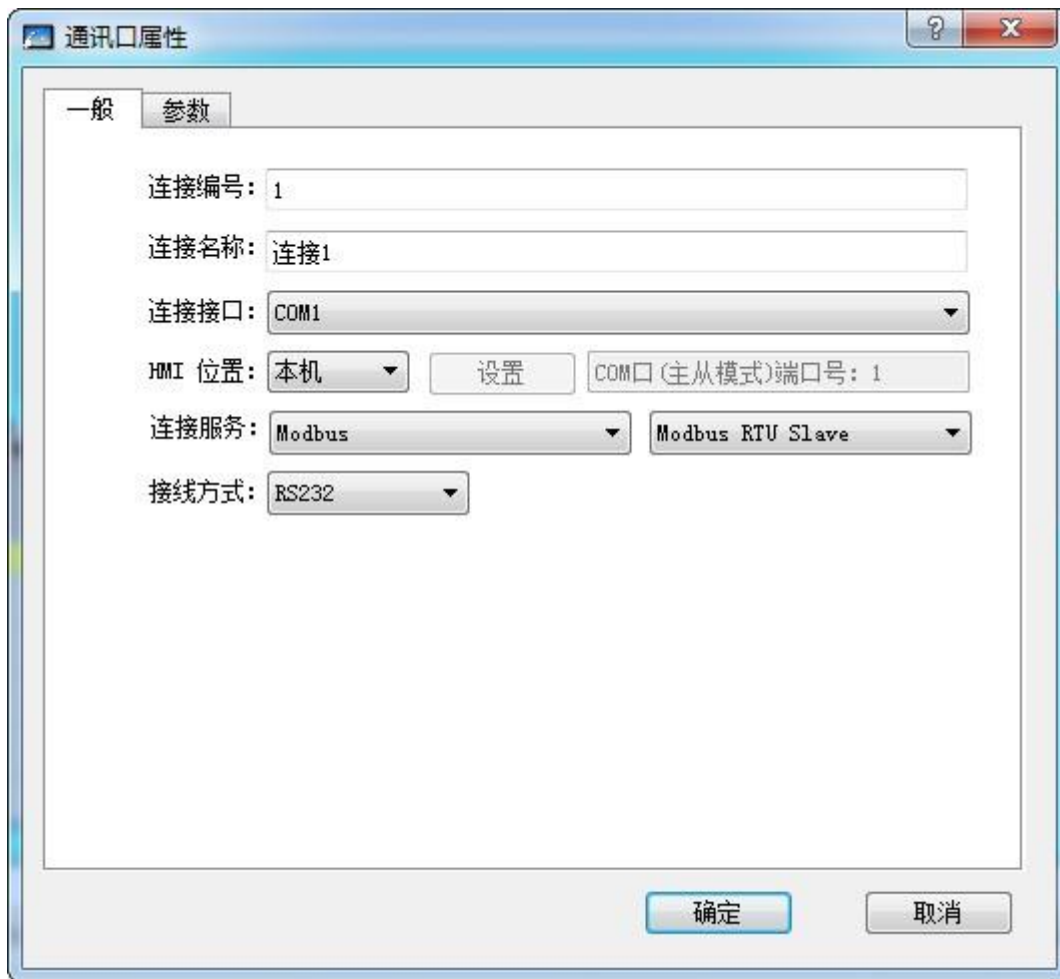 通讯口属性
一般 参数
连接编号: 1
连接名称: 连接1
连接接口: COM1
HMI 位置: 本机 设置 COM口(主从模式)端口号: 1
连接服务: Modbus Modbus RTU Slave
接线方式: RS232
确定 取消